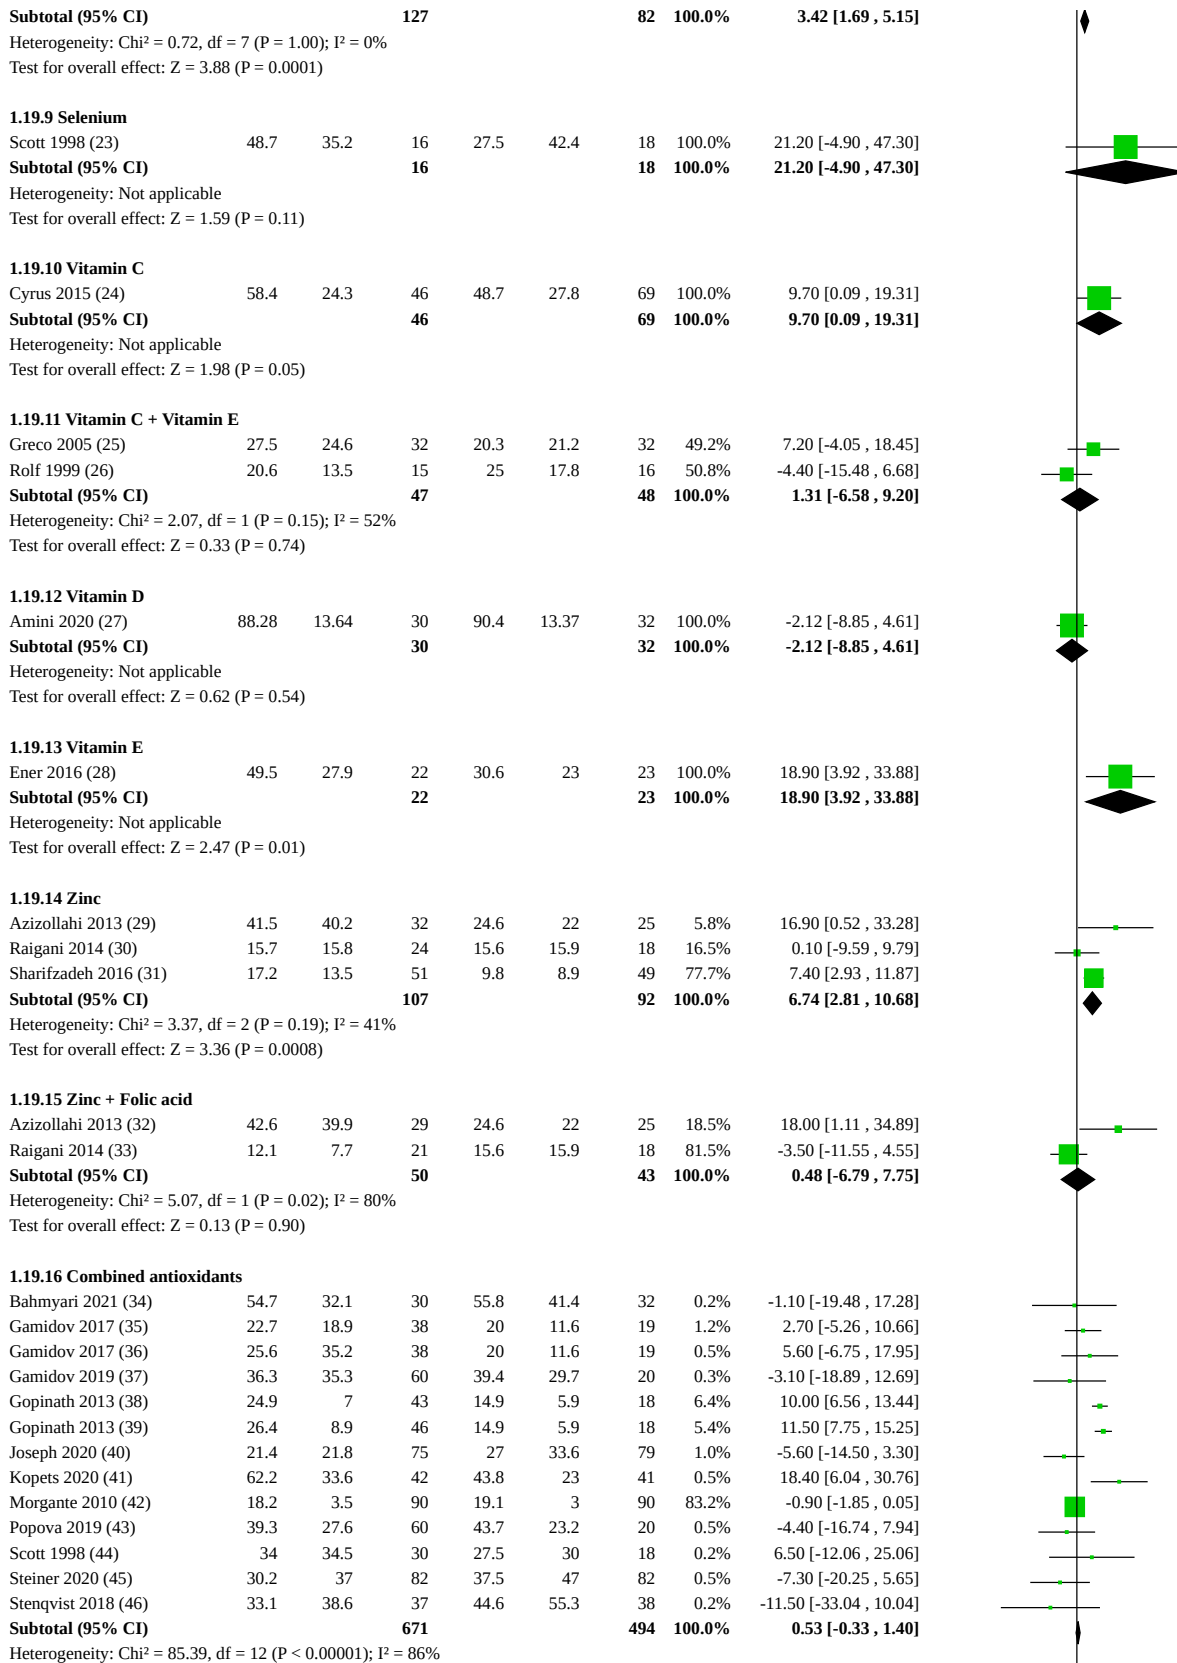 Subtotal (95% CI) 127 82 100.0% 3.42 [1.69 , 5.15]
Heterogeneity: Chi² = 0.72, df = 7 (P = 1.00); I² = 0%
Test for overall effect: Z = 3.88 (P = 0.0001)
1.19.9 Selenium
Scott 1998 (23) 48.7 35.2 16 27.5 42.4 18 100.0% 21.20 [-4.90 , 47.30]
Subtotal (95% CI) 16 18 100.0% 21.20 [-4.90 , 47.30]
Heterogeneity: Not applicable
Test for overall effect: Z = 1.59 (P = 0.11)
1.19.10 Vitamin C
Cyrus 2015 (24) 58.4 24.3 46 48.7 27.8 69 100.0% 9.70 [0.09 , 19.31]
Subtotal (95% CI) 46 69 100.0% 9.70 [0.09 , 19.31]
Heterogeneity: Not applicable
Test for overall effect: Z = 1.98 (P = 0.05)
1.19.11 Vitamin C + Vitamin E
Greco 2005 (25) 27.5 24.6 32 20.3 21.2 32 49.2% 7.20 [-4.05 , 18.45]
Rolf 1999 (26) 20.6 13.5 15 25 17.8 16 50.8% -4.40 [-15.48 , 6.68]
Subtotal (95% CI) 47 48 100.0% 1.31 [-6.58 , 9.20]
Heterogeneity: Chi² = 2.07, df = 1 (P = 0.15); I² = 52%
Test for overall effect: Z = 0.33 (P = 0.74)
1.19.12 Vitamin D
Amini 2020 (27) 88.28 13.64 30 90.4 13.37 32 100.0% -2.12 [-8.85 , 4.61]
Subtotal (95% CI) 30 32 100.0% -2.12 [-8.85 , 4.61]
Heterogeneity: Not applicable
Test for overall effect: Z = 0.62 (P = 0.54)
1.19.13 Vitamin E
Ener 2016 (28) 49.5 27.9 22 30.6 23 23 100.0% 18.90 [3.92 , 33.88]
Subtotal (95% CI) 22 23 100.0% 18.90 [3.92 , 33.88]
Heterogeneity: Not applicable
Test for overall effect: Z = 2.47 (P = 0.01)
1.19.14 Zinc
Azizollahi 2013 (29) 41.5 40.2 32 24.6 22 25 5.8% 16.90 [0.52 , 33.28]
Raigani 2014 (30) 15.7 15.8 24 15.6 15.9 18 16.5% 0.10 [-9.59 , 9.79]
Sharifzadeh 2016 (31) 17.2 13.5 51 9.8 8.9 49 77.7% 7.40 [2.93 , 11.87]
Subtotal (95% CI) 107 92 100.0% 6.74 [2.81 , 10.68]
Heterogeneity: Chi² = 3.37, df = 2 (P = 0.19); I² = 41%
Test for overall effect: Z = 3.36 (P = 0.0008)
1.19.15 Zinc + Folic acid
Azizollahi 2013 (32) 42.6 39.9 29 24.6 22 25 18.5% 18.00 [1.11 , 34.89]
Raigani 2014 (33) 12.1 7.7 21 15.6 15.9 18 81.5% -3.50 [-11.55 , 4.55]
Subtotal (95% CI) 50 43 100.0% 0.48 [-6.79 , 7.75]
Heterogeneity: Chi² = 5.07, df = 1 (P = 0.02); I² = 80%
Test for overall effect: Z = 0.13 (P = 0.90)
1.19.16 Combined antioxidants
Bahmyari 2021 (34) 54.7 32.1 30 55.8 41.4 32 0.2% -1.10 [-19.48 , 17.28]
Gamidov 2017 (35) 22.7 18.9 38 20 11.6 19 1.2% 2.70 [-5.26 , 10.66]
Gamidov 2017 (36) 25.6 35.2 38 20 11.6 19 0.5% 5.60 [-6.75 , 17.95]
Gamidov 2019 (37) 36.3 35.3 60 39.4 29.7 20 0.3% -3.10 [-18.89 , 12.69]
Gopinath 2013 (38) 24.9 7 43 14.9 5.9 18 6.4% 10.00 [6.56 , 13.44]
Gopinath 2013 (39) 26.4 8.9 46 14.9 5.9 18 5.4% 11.50 [7.75 , 15.25]
Joseph 2020 (40) 21.4 21.8 75 27 33.6 79 1.0% -5.60 [-14.50 , 3.30]
Kopets 2020 (41) 62.2 33.6 42 43.8 23 41 0.5% 18.40 [6.04 , 30.76]
Morgante 2010 (42) 18.2 3.5 90 19.1 3 90 83.2% -0.90 [-1.85 , 0.05]
Popova 2019 (43) 39.3 27.6 60 43.7 23.2 20 0.5% -4.40 [-16.74 , 7.94]
Scott 1998 (44) 34 34.5 30 27.5 30 18 0.2% 6.50 [-12.06 , 25.06]
Steiner 2020 (45) 30.2 37 82 37.5 47 82 0.5% -7.30 [-20.25 , 5.65]
Stenqvist 2018 (46) 33.1 38.6 37 44.6 55.3 38 0.2% -11.50 [-33.04 , 10.04]
Subtotal (95% CI) 671 494 100.0% 0.53 [-0.33 , 1.40]
Heterogeneity: Chi² = 85.39, df = 12 (P < 0.00001); I² = 86%